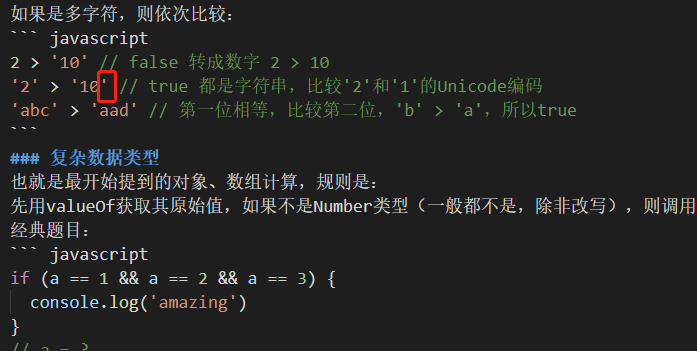 如果是多字符，则依次比较：
``` javascript
2 > '10' // false 转成数字 2 > 10
'2' > '10' // true 都是字符串，比较'2'和'1'的Unicode编码
'abc' > 'aad' // 第一位相等，比较第二位，'b' > 'a'，所以true
```
### 复杂数据类型
也就是最开始提到的对象、数组计算，规则是：
先用valueOf获取其原始值，如果不是Number类型（一般都不是，除非改写），则调用
经典题目：
``` javascript
if (a == 1 && a == 2 && a == 3) {
  console.log('amazing')
}
// a = ?